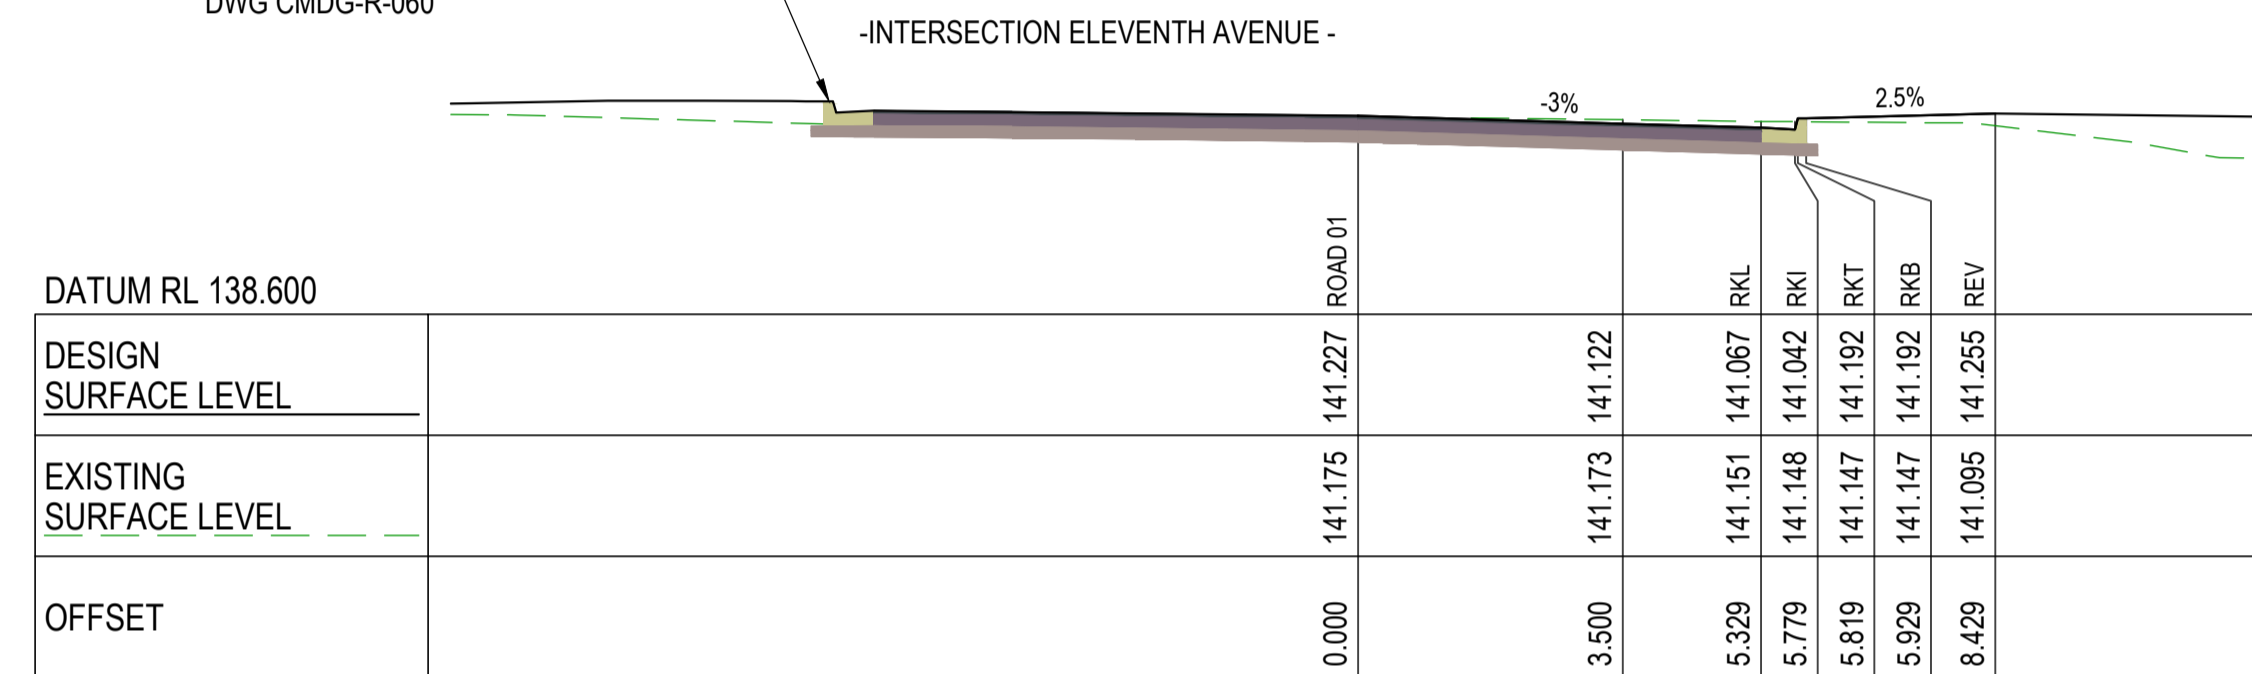 DWG CMDG-R-060
-INTERSECTION ELEVENTH AVENUE -
-3%
2.5%
ROAD 01
RKL
RKI
RKT
RKB
REV
DATUM RL 138.600
DESIGN
SURFACE LEVEL
141.227
141.122
141.067
141.042
141.192
141.192
141.255
EXISTING
SURFACE LEVEL
141.175
141.173
141.151
141.148
141.147
141.147
141.095
OFFSET
0.000
3.500
5.329
5.779
5.819
5.929
8.429